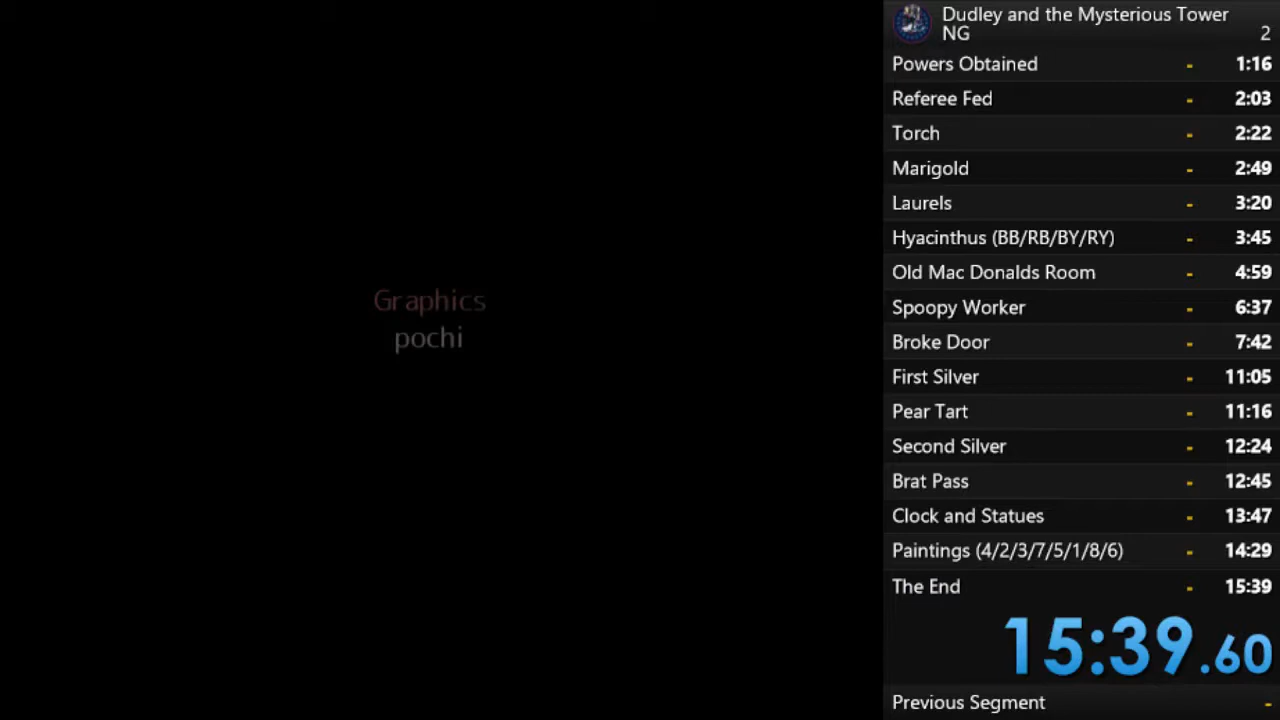 Graphics
pochi
Dudley and the Mysterious Tower
NG 2
Powers Obtained - 1:16
Referee Fed - 2:03
Torch - 2:22
Marigold - 2:49
Laurels - 3:20
Hyacinthus (BB/RB/BY/RY) - 3:45
Old Mac Donalds Room - 4:59
Spoopy Worker - 6:37
Broke Door - 7:42
First Silver - 11:05
Pear Tart - 11:16
Second Silver - 12:24
Brat Pass - 12:45
Clock and Statues - 13:47
Paintings (4/2/3/7/5/1/8/6) - 14:29
The End - 15:39
15:39.60
Previous Segment -